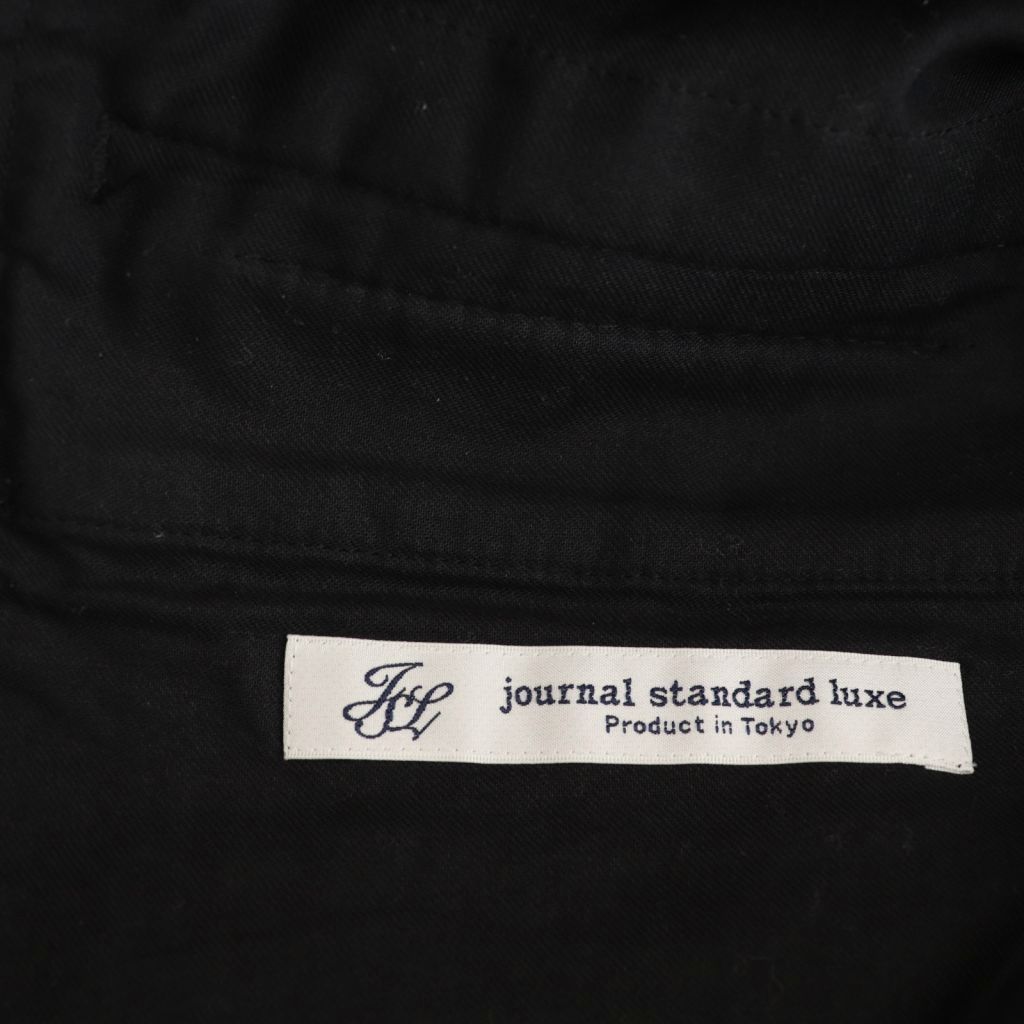 JSL
journal standard luxe
Product in Tokyo